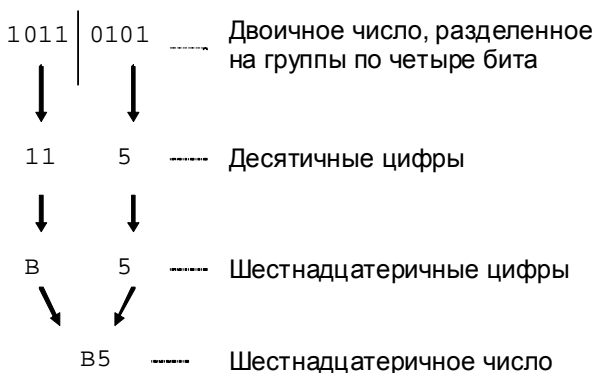 1011 0101 Двоичное число, разделенное
на группы по четыре бита
11 5 Десятичные цифры
B 5 Шестнадцатеричные цифры
B5 Шестнадцатеричное число